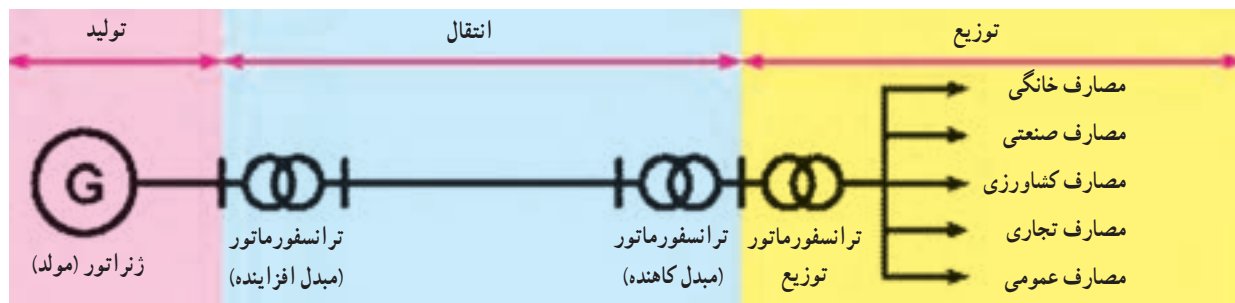 تولید
انتقال
توزیع
مصارف خانگی
مصارف صنعتی
مصارف کشاورزی
مصارف تجاری
مصارف عمومی
G
ژنراتور (مولد)
ترانسفورماتور
(مبدل افزاینده)
ترانسفورماتور
(مبدل کاهنده)
ترانسفورماتور
توزیع